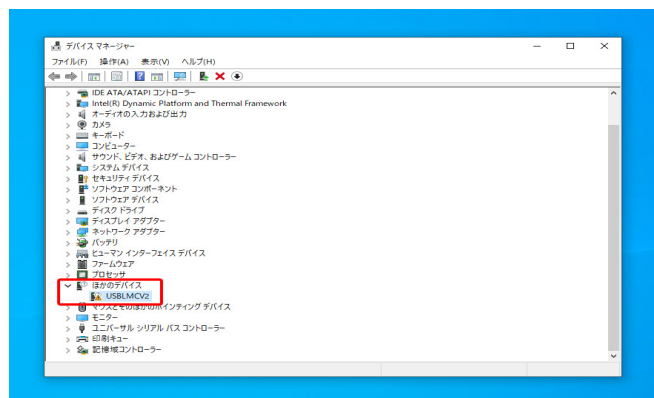 デバイス マネージャー
ファイル(F) 操作(A) 表示(V) ヘルプ(H)
IDE ATA/ATAPI コントローラー
Intel(R) Dynamic Platform and Thermal Framework
オーディオの入力および出力
カメラ
キーボード
コンピューター
サウンド、ビデオ、およびゲーム コントローラー
システム デバイス
セキュリティ デバイス
ソフトウェア コンポーネント
ソフトウェア デバイス
ディスク ドライブ
ディスプレイ アダプター
ネットワーク アダプター
バッテリ
ヒューマン インターフェイス デバイス
ファームウェア
プロセッサ
ほかのデバイス
USBLMCV2
マウスとそのほかのポインティング デバイス
モニター
ユニバーサル シリアル バス コントローラー
印刷キュー
記憶域コントローラー